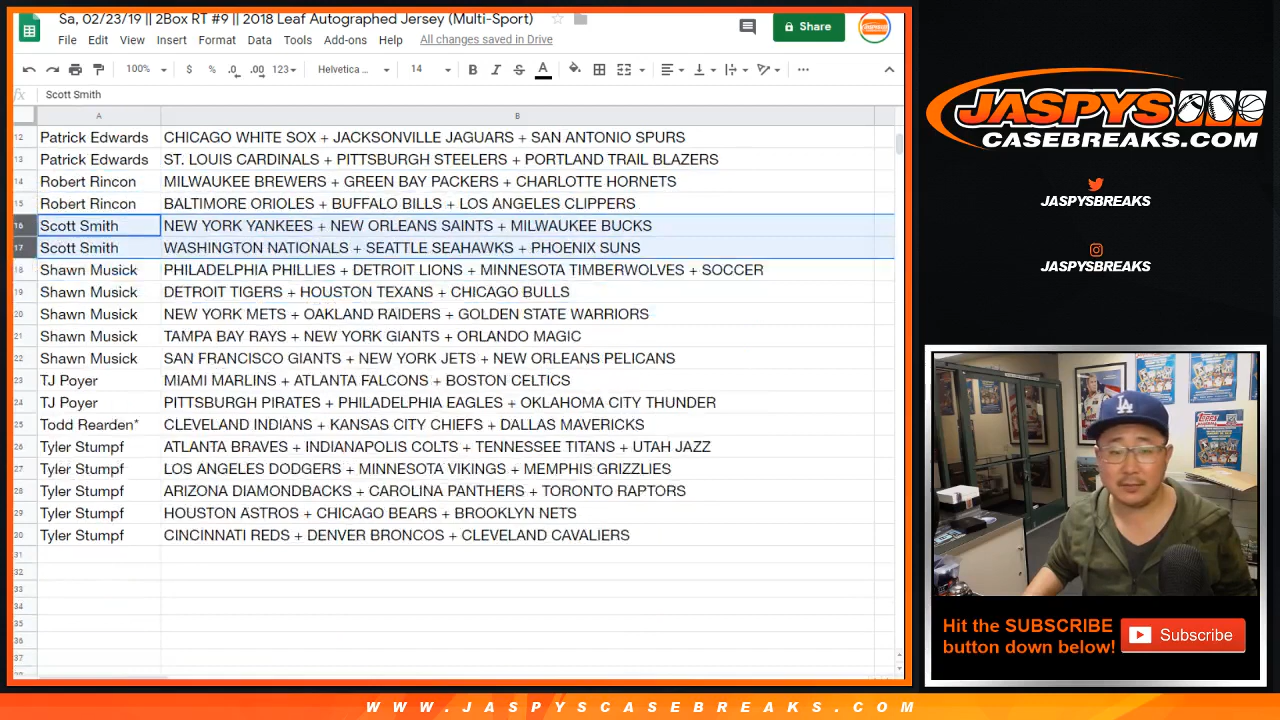 Sa, 02/23/19 || 2Box RT #9 || 2018 Leaf Autographed Jersey (Multi-Sport)
File Edit View Insert Format Data Tools Add-ons Help All changes saved in Drive
Share
100% $ % .0 .00 123 Helvetica ... 14 B I S A
fx Scott Smith
A B
12 Patrick Edwards CHICAGO WHITE SOX + JACKSONVILLE JAGUARS + SAN ANTONIO SPURS
13 Patrick Edwards ST. LOUIS CARDINALS + PITTSBURGH STEELERS + PORTLAND TRAIL BLAZERS
14 Robert Rincon MILWAUKEE BREWERS + GREEN BAY PACKERS + CHARLOTTE HORNETS
15 Robert Rincon BALTIMORE ORIOLES + BUFFALO BILLS + LOS ANGELES CLIPPERS
16 Scott Smith NEW YORK YANKEES + NEW ORLEANS SAINTS + MILWAUKEE BUCKS
17 Scott Smith WASHINGTON NATIONALS + SEATTLE SEAHAWKS + PHOENIX SUNS
18 Shawn Musick PHILADELPHIA PHILLIES + DETROIT LIONS + MINNESOTA TIMBERWOLVES + SOCCER
19 Shawn Musick DETROIT TIGERS + HOUSTON TEXANS + CHICAGO BULLS
20 Shawn Musick NEW YORK METS + OAKLAND RAIDERS + GOLDEN STATE WARRIORS
21 Shawn Musick TAMPA BAY RAYS + NEW YORK GIANTS + ORLANDO MAGIC
22 Shawn Musick SAN FRANCISCO GIANTS + NEW YORK JETS + NEW ORLEANS PELICANS
23 TJ Poyer MIAMI MARLINS + ATLANTA FALCONS + BOSTON CELTICS
24 TJ Poyer PITTSBURGH PIRATES + PHILADELPHIA EAGLES + OKLAHOMA CITY THUNDER
25 Todd Rearden* CLEVELAND INDIANS + KANSAS CITY CHIEFS + DALLAS MAVERICKS
26 Tyler Stumpf ATLANTA BRAVES + INDIANAPOLIS COLTS + TENNESSEE TITANS + UTAH JAZZ
27 Tyler Stumpf LOS ANGELES DODGERS + MINNESOTA VIKINGS + MEMPHIS GRIZZLIES
28 Tyler Stumpf ARIZONA DIAMONDBACKS + CAROLINA PANTHERS + TORONTO RAPTORS
29 Tyler Stumpf HOUSTON ASTROS + CHICAGO BEARS + BROOKLYN NETS
30 Tyler Stumpf CINCINNATI REDS + DENVER BRONCOS + CLEVELAND CAVALIERS
31
32
33
34
35
36
37
JASPYS
CASEBREAKS.COM
JASPYSBREAKS
JASPYSBREAKS
LA
Hit the SUBSCRIBE
button down below!
Subscribe
WWW.JASPYSCASEBREAKS.COM